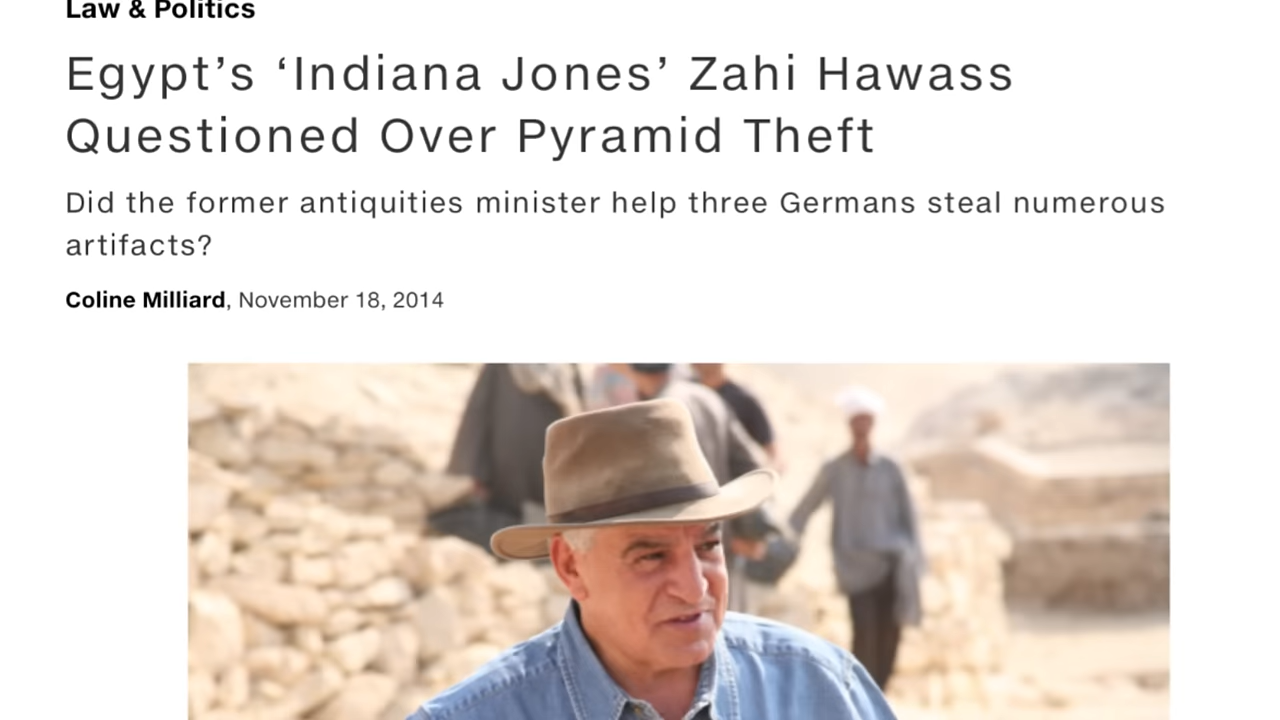 Law & Politics
Egypt’s ‘Indiana Jones’ Zahi Hawass
Questioned Over Pyramid Theft
Did the former antiquities minister help three Germans steal numerous
artifacts?
Coline Milliard, November 18, 2014